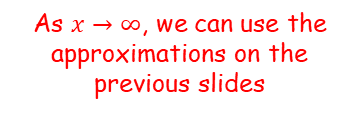 As 𝑥 → ∞, we can use the
approximations on the
previous slides